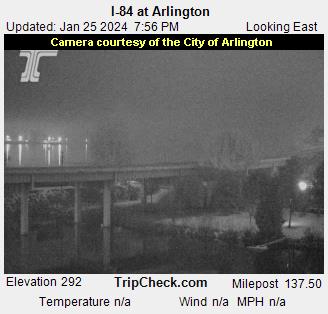 I-84 at Arlington
Updated: Jan 25 2024 7:56 PM Looking East
Camera courtesy of the City of Arlington
Elevation 292 TripCheck.com Milepost 137.50
Temperature n/a Wind n/a MPH n/a